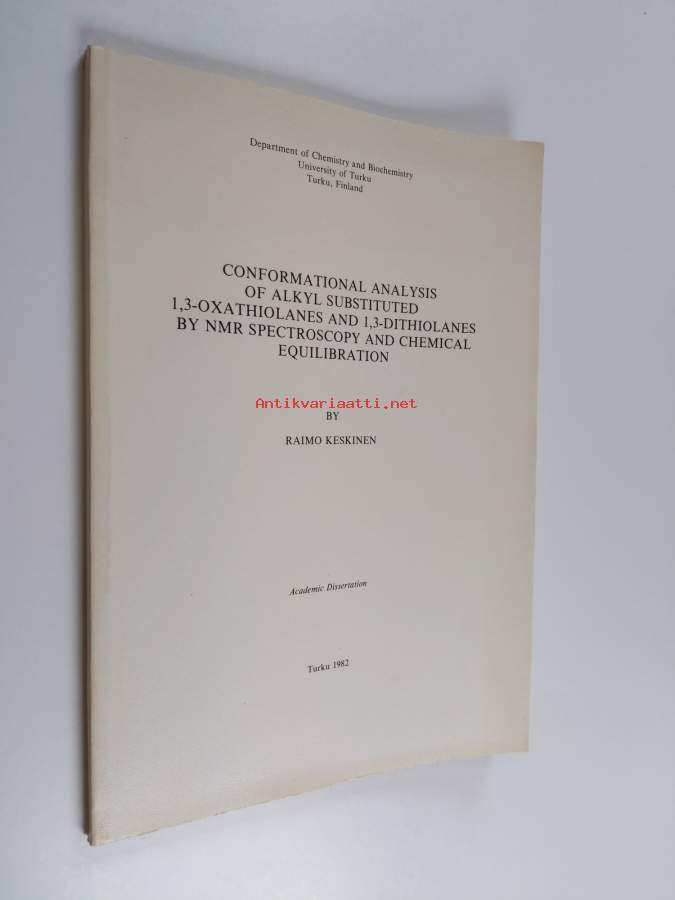 Department of Chemistry and Biochemistry
University of Turku
Turku, Finland
CONFORMATIONAL ANALYSIS
OF ALKYL SUBSTITUTED
1,3-OXATHIOLANES AND 1,3-DITHIOLANES
BY NMR SPECTROSCOPY AND CHEMICAL
EQUILIBRATION
Antikvariaatti.net
BY
RAIMO KESKINEN
Academic Dissertation
Turku 1982